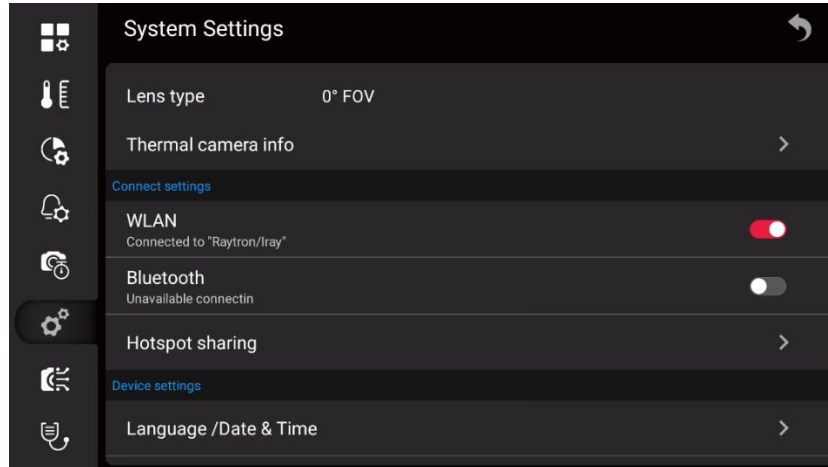 System Settings
Lens type 0° FOV
Thermal camera info
Connect settings
WLAN
Connected to "Raytron/Iray"
Bluetooth
Unavailable connectin
Hotspot sharing
Device settings
Language /Date & Time